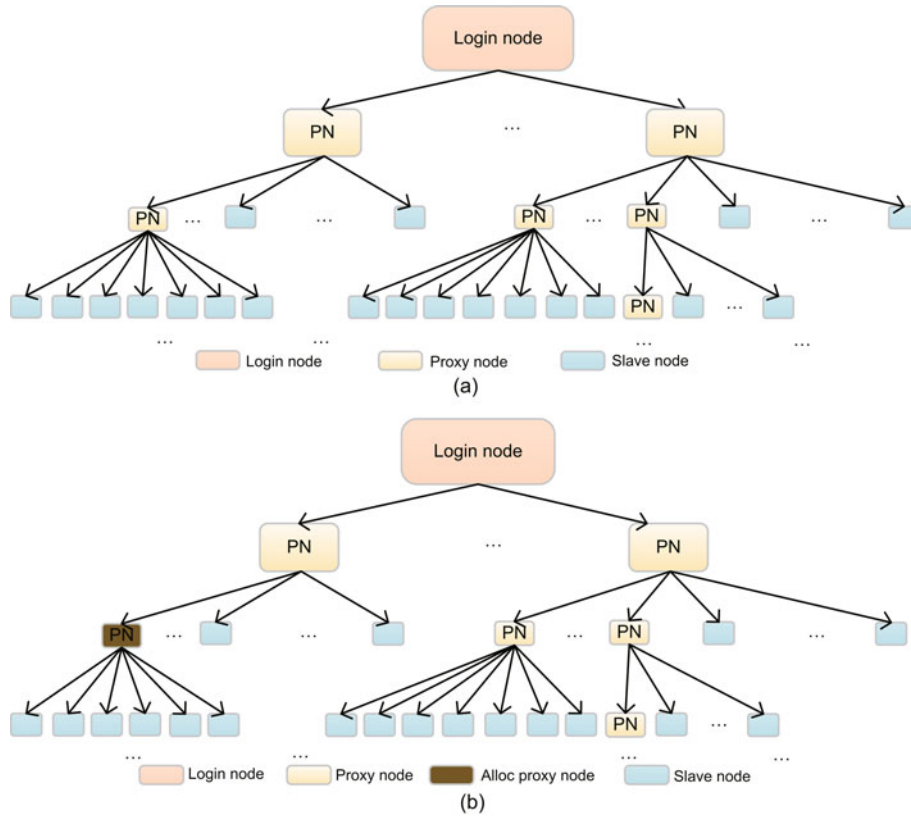 Login node
PN ... PN
PN ... ... PN ... PN ...
PN ...
... ... ... ...
Login node Proxy node Slave node
(a)
Login node
PN ... PN
PN ... ... PN ... PN ...
PN ...
... ... ... ...
Login node Proxy node Alloc proxy node Slave node
(b)